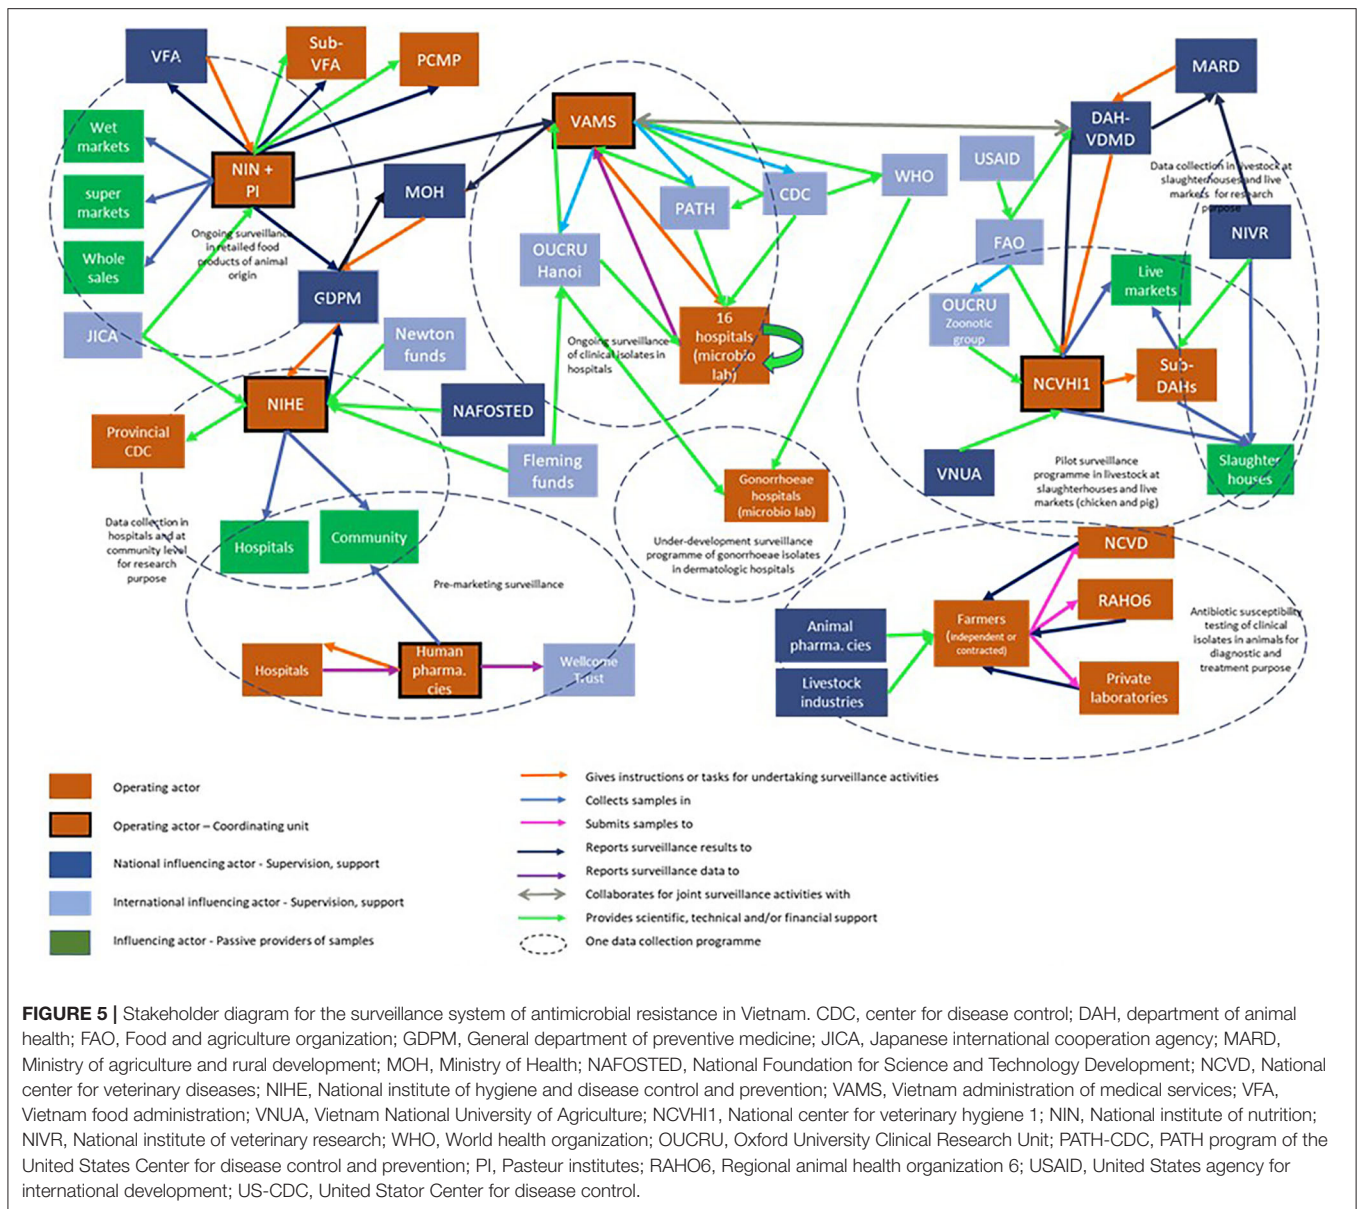 VFA
Sub-
VFA
PCMP
MARD
Wet
markets
VAMS
DAH-
VDMD
USAID
NIN +
PI
Data collection in livestock at
slaughterhouses and live
markets for research
purpose
super
markets
MOH
PATH
CDC
WHO
Ongoing surveillance
in retailed food
products of animal
origin
OUCRU
Hanoi
FAO
NIVR
Whole
sales
GDPM
Live
markets
JICA
Newton
funds
16
hospitals
(microbio
lab)
OUCRU
Zoonotic
group
Ongoing surveillance
of clinical isolates in
hospitals
NIHE
NAFOSTED
NCVHI1
Sub-
DAHs
Provincial
CDC
Fleming
funds
VNUA
Pilot surveillance
programme in livestock at
slaughterhouses and live
markets (chicken and pig)
Slaughter
houses
Gonorrhoeae
hospitals
(microbio lab)
Data collection in
hospitals and at
community level
for research
purpose
Hospitals
Community
Under-development surveillance
programme of gonorrhoeae isolates
in dermatologic hospitals
NCVD
Pre-marketing surveillance
RAHO6
Animal
pharma. cies
Farmers
(independent or
contracted)
Antibiotic susceptibility
testing of clinical
isolates in animals for
diagnostic and
treatment purpose
Hospitals
Human
pharma.
cies
Wellcome
Trust
Livestock
industries
Private
laboratories
Operating actor
Operating actor – Coordinating unit
National influencing actor - Supervision, support
International influencing actor - Supervision, support
Influencing actor - Passive providers of samples
Gives instructions or tasks for undertaking surveillance activities
Collects samples in
Submits samples to
Reports surveillance results to
Reports surveillance data to
Collaborates for joint surveillance activities with
Provides scientific, technical and/or financial support
One data collection programme
FIGURE 5 | Stakeholder diagram for the surveillance system of antimicrobial resistance in Vietnam. CDC, center for disease control; DAH, department of animal
health; FAO, Food and agriculture organization; GDPM, General department of preventive medicine; JICA, Japanese international cooperation agency; MARD,
Ministry of agriculture and rural development; MOH, Ministry of Health; NAFOSTED, National Foundation for Science and Technology Development; NCVD, National
center for veterinary diseases; NIHE, National institute of hygiene and disease control and prevention; VAMS, Vietnam administration of medical services; VFA,
Vietnam food administration; VNUA, Vietnam National University of Agriculture; NCVHI1, National center for veterinary hygiene 1; NIN, National institute of nutrition;
NIVR, National institute of veterinary research; WHO, World health organization; OUCRU, Oxford University Clinical Research Unit; PATH-CDC, PATH program of the
United States Center for disease control and prevention; PI, Pasteur institutes; RAHO6, Regional animal health organization 6; USAID, United States agency for
international development; US-CDC, United Stator Center for disease control.